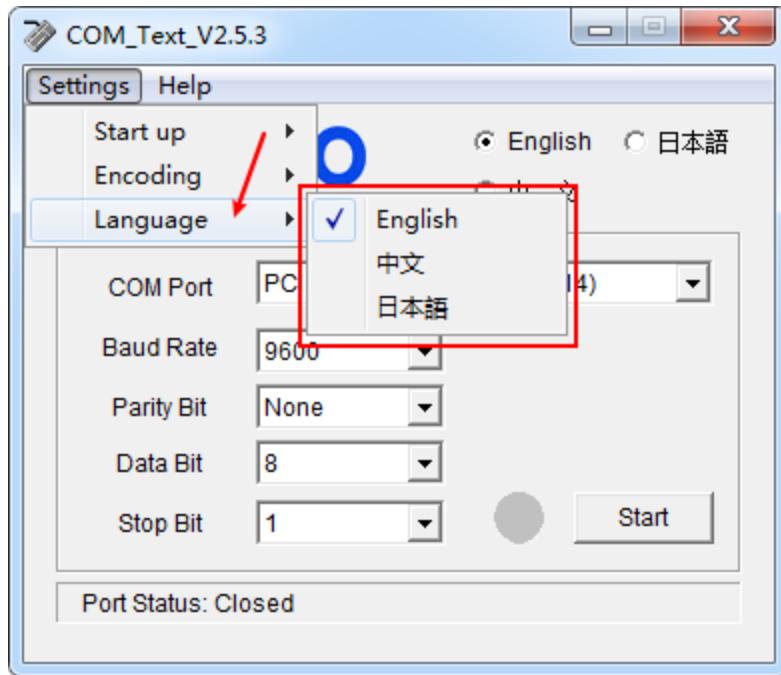 COM_Text_V2.5.3
Settings Help
Start up
English 日本語
Encoding
Language
English
中文
日本語
COM Port PC 14)
Baud Rate 9600
Parity Bit None
Data Bit 8
Stop Bit 1
Start
Port Status: Closed